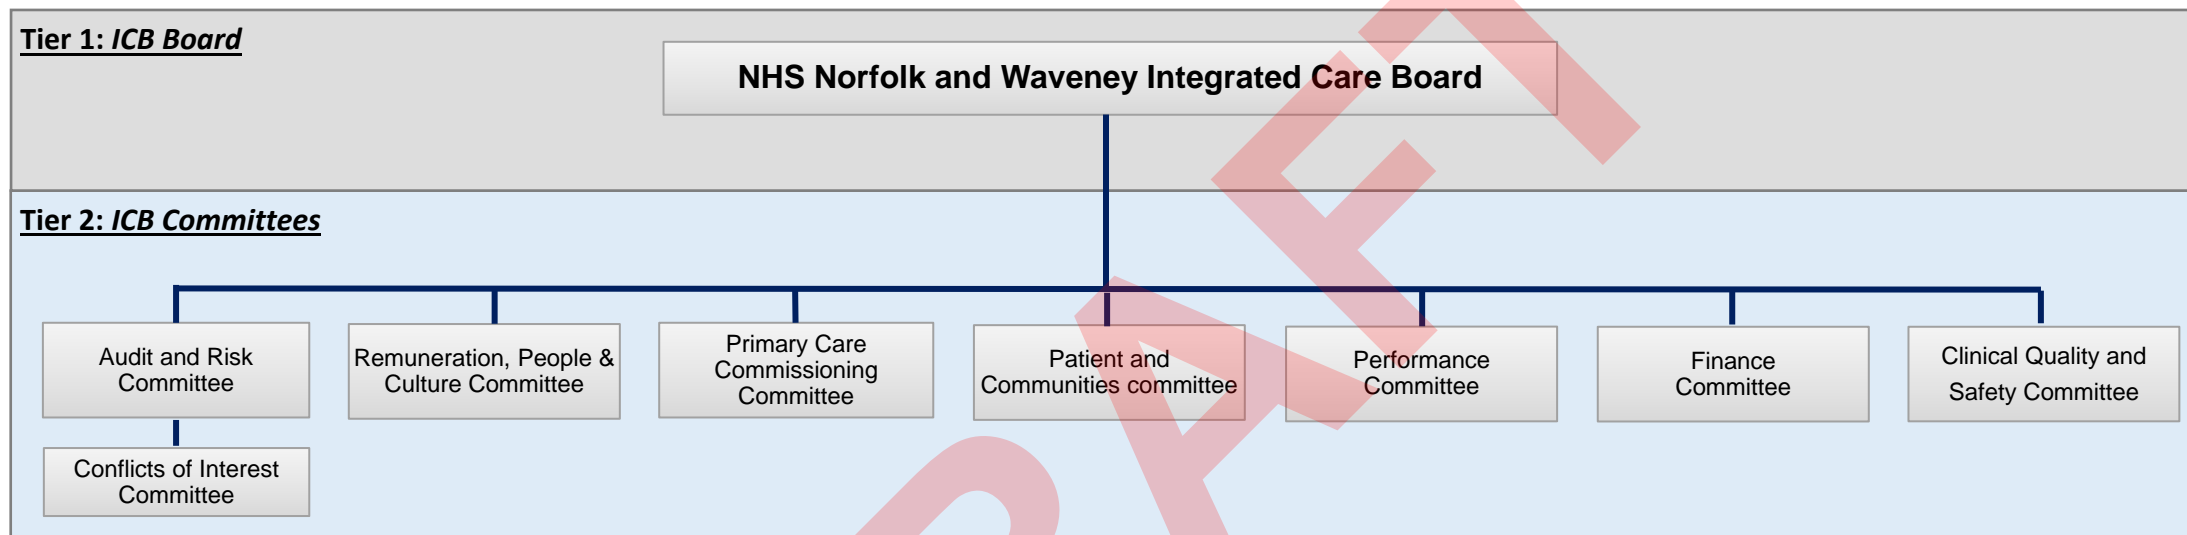 Tier 1: ICB Board
NHS Norfolk and Waveney Integrated Care Board
Tier 2: ICB Committees
Audit and Risk
Committee
Remuneration, People &
Culture Committee
Primary Care
Commissioning
Committee
Patient and
Communities committee
Performance
Committee
Finance
Committee
Clinical Quality and
Safety Committee
Conflicts of Interest
Committee